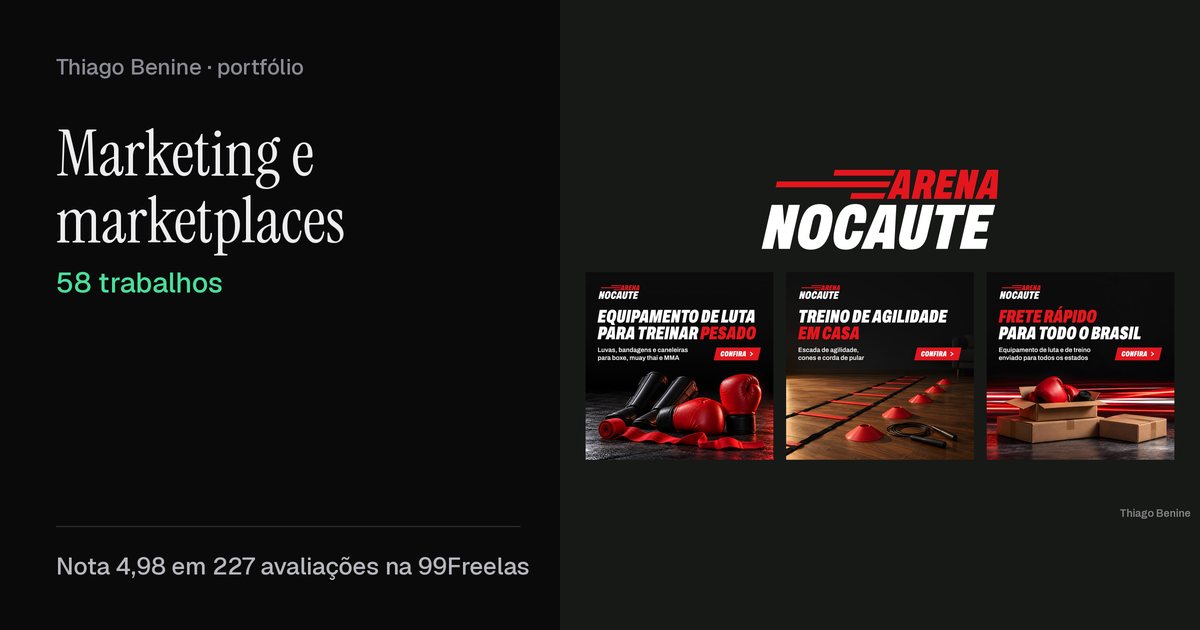 Thiago Benine · portfólio
Marketing e
marketplaces
58 trabalhos
Nota 4,98 em 227 avaliações na 99Freelas
ARENA
NOCAUTE
ARENA
NOCAUTE
EQUIPAMENTO DE LUTA
PARA TREINAR PESADO
Luvas, bandagens e caneleiras
para boxe, muay thai e MMA
CONFIRA >
ARENA
NOCAUTE
TREINO DE AGILIDADE
EM CASA
Escada de agilidade,
cones e corda de pular
CONFIRA >
ARENA
NOCAUTE
FRETE RÁPIDO
PARA TODO O BRASIL
Equipamento de luta e de treino
enviado para todos os estados
CONFIRA >
Thiago Benine